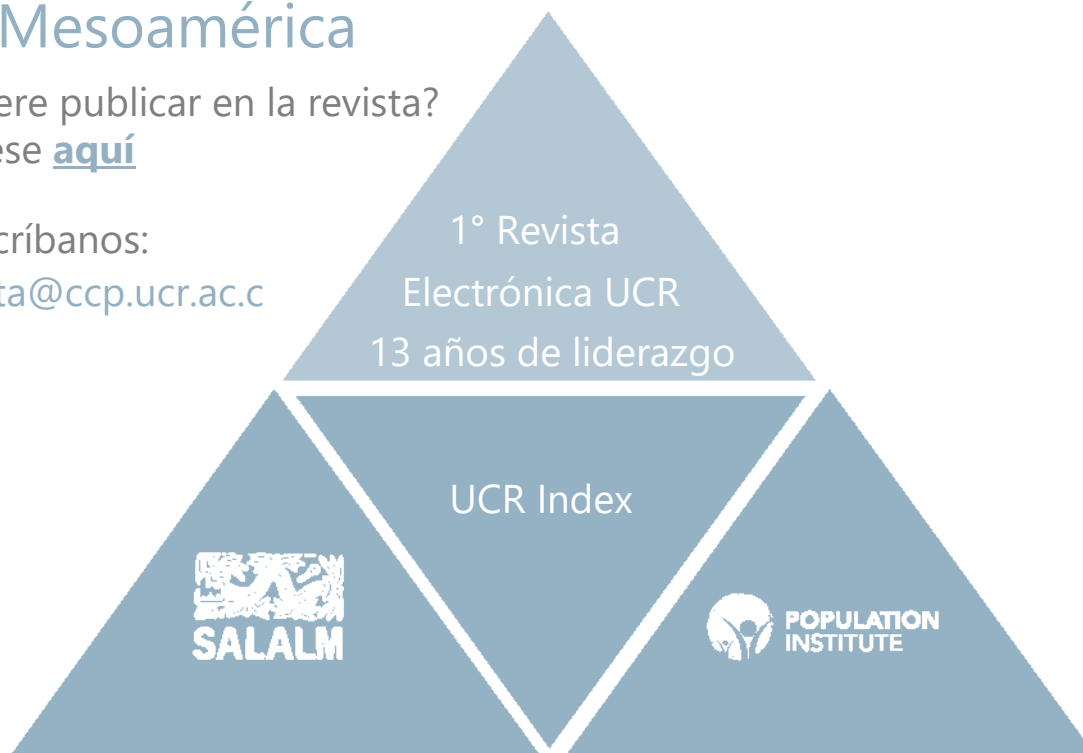 Mesoamérica
ere publicar en la revista?
ese aquí
críbanos:
ta@ccp.ucr.ac.c
1° Revista
Electrónica UCR
13 años de liderazgo
UCR Index
SALALM
POPULATION
INSTITUTE